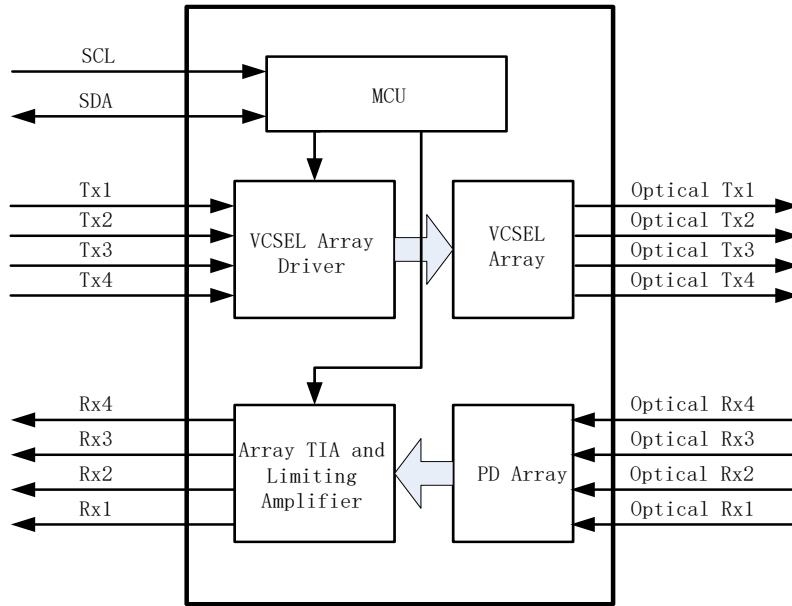 SCL
MCU
SDA
Tx1
Tx2
Tx3
Tx4
VCSEL Array
Driver
VCSEL
Array
Optical Tx1
Optical Tx2
Optical Tx3
Optical Tx4
Rx4
Rx3
Rx2
Rx1
Array TIA and
Limiting
Amplifier
PD Array
Optical Rx4
Optical Rx3
Optical Rx2
Optical Rx1